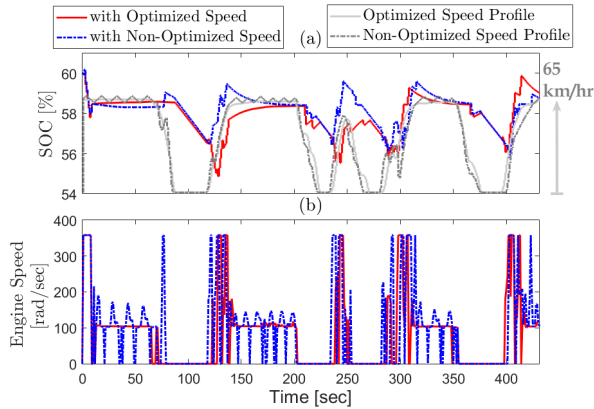 with Optimized Speed
with Non-Optimized Speed
Optimized Speed Profile
Non-Optimized Speed Profile
(a)
60
58
56
54
SOC [%]
65
km/hr
(b)
400
300
200
100
0
Engine Speed
[rad/sec]
0 50 100 150 200 250 300 350 400
Time [sec]